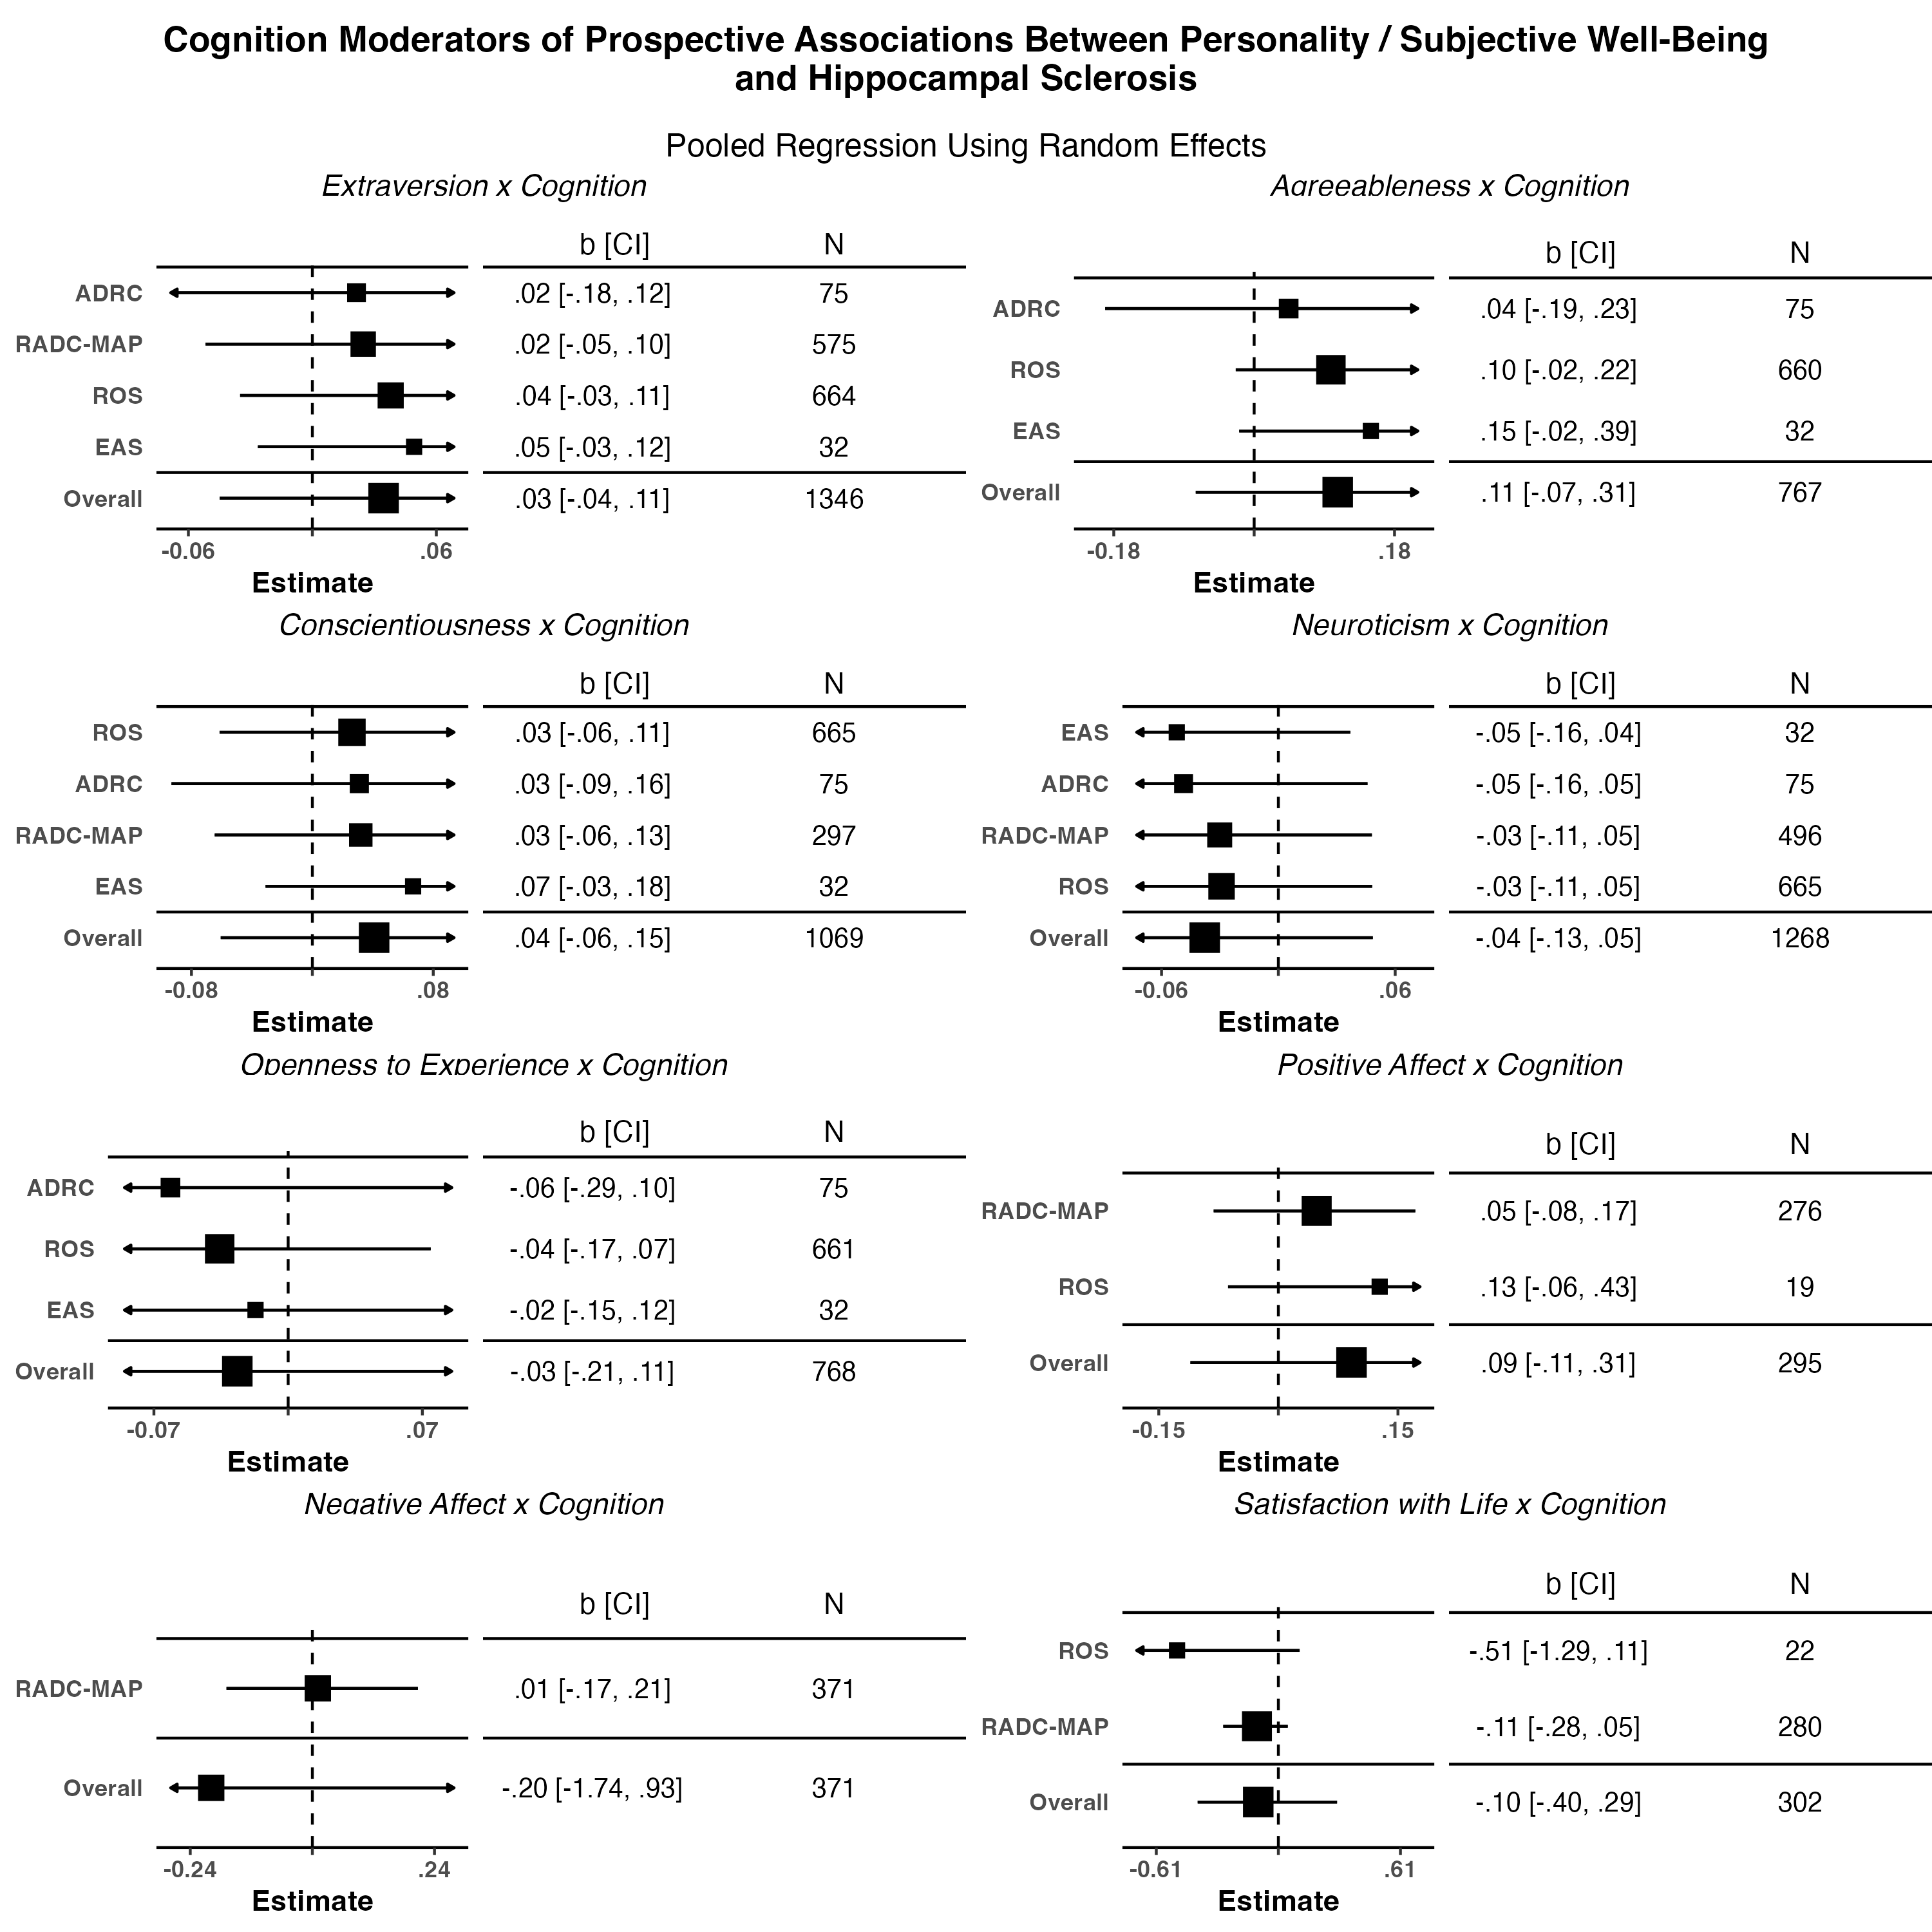 Cognition Moderators of Prospective Associations Between Personality / Subjective Well-Being
and Hippocampal Sclerosis
Pooled Regression Using Random Effects
Extraversion x Cognition
b [CI] N
ADRC .02 [-.18, .12] 75
RADC-MAP .02 [-.05, .10] 575
ROS .04 [-.03, .11] 664
EAS .05 [-.03, .12] 32
Overall .03 [-.04, .11] 1346
-0.06 .06
Estimate
Agreeableness x Cognition
b [CI] N
ADRC .04 [-.19, .23] 75
ROS .10 [-.02, .22] 660
EAS .15 [-.02, .39] 32
Overall .11 [-.07, .31] 767
-0.18 .18
Estimate
Conscientiousness x Cognition
b [CI] N
ROS .03 [-.06, .11] 665
ADRC .03 [-.09, .16] 75
RADC-MAP .03 [-.06, .13] 297
EAS .07 [-.03, .18] 32
Overall .04 [-.06, .15] 1069
-0.08 .08
Estimate
Neuroticism x Cognition
b [CI] N
EAS -.05 [-.16, .04] 32
ADRC -.05 [-.16, .05] 75
RADC-MAP -.03 [-.11, .05] 496
ROS -.03 [-.11, .05] 665
Overall -.04 [-.13, .05] 1268
-0.06 .06
Estimate
Openness to Experience x Cognition
b [CI] N
ADRC -.06 [-.29, .10] 75
ROS -.04 [-.17, .07] 661
EAS -.02 [-.15, .12] 32
Overall -.03 [-.21, .11] 768
-0.07 .07
Estimate
Positive Affect x Cognition
b [CI] N
RADC-MAP .05 [-.08, .17] 276
ROS .13 [-.06, .43] 19
Overall .09 [-.11, .31] 295
-0.15 .15
Estimate
Negative Affect x Cognition
b [CI] N
RADC-MAP .01 [-.17, .21] 371
Overall -.20 [-1.74, .93] 371
-0.24 .24
Estimate
Satisfaction with Life x Cognition
b [CI] N
ROS -.51 [-1.29, .11] 22
RADC-MAP -.11 [-.28, .05] 280
Overall -.10 [-.40, .29] 302
-0.61 .61
Estimate